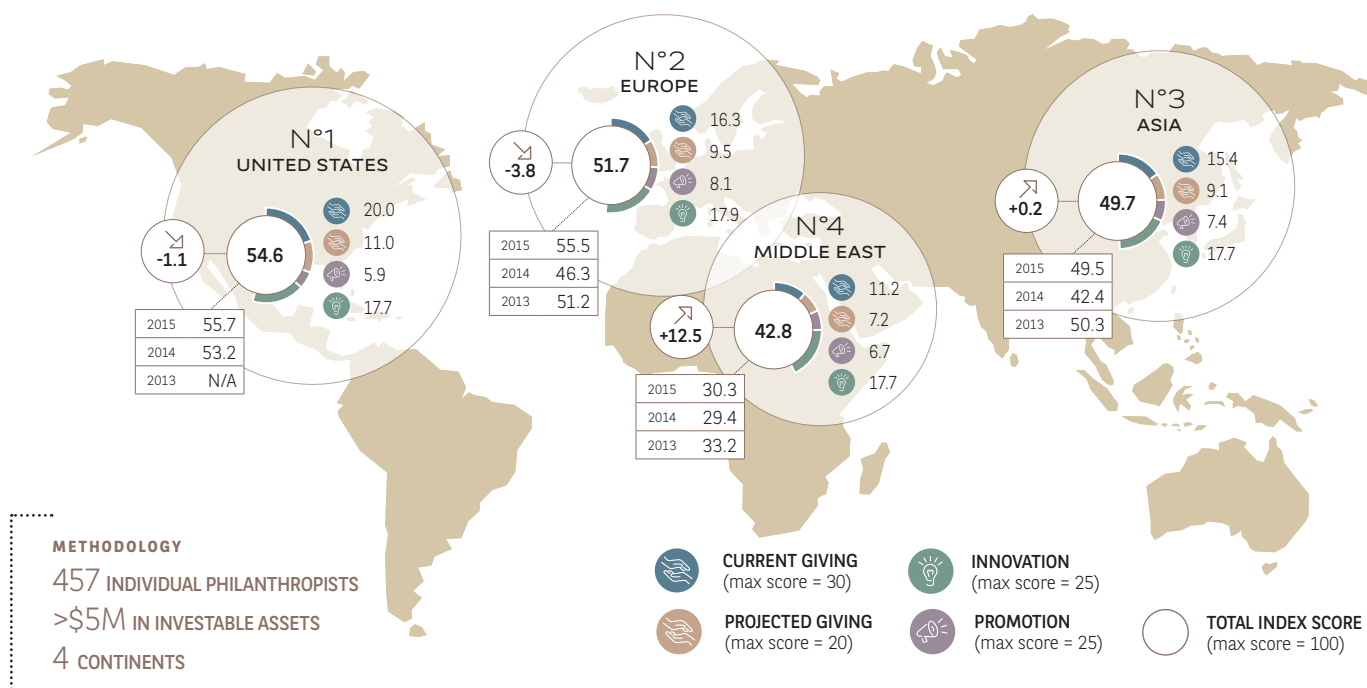 N°1
UNITED STATES
-1.1
54.6
20.0
11.0
5.9
17.7
2015 55.7
2014 53.2
2013 N/A
N°2
EUROPE
-3.8
51.7
16.3
9.5
8.1
17.9
2015 55.5
2014 46.3
2013 51.2
N°4
MIDDLE EAST
+12.5
42.8
11.2
7.2
6.7
17.7
2015 30.3
2014 29.4
2013 33.2
N°3
ASIA
+0.2
49.7
15.4
9.1
7.4
17.7
2015 49.5
2014 42.4
2013 50.3
METHODOLOGY
457 INDIVIDUAL PHILANTHROPISTS
>$5M IN INVESTABLE ASSETS
4 CONTINENTS
CURRENT GIVING
(max score = 30)
PROJECTED GIVING
(max score = 20)
INNOVATION
(max score = 25)
PROMOTION
(max score = 25)
TOTAL INDEX SCORE
(max score = 100)